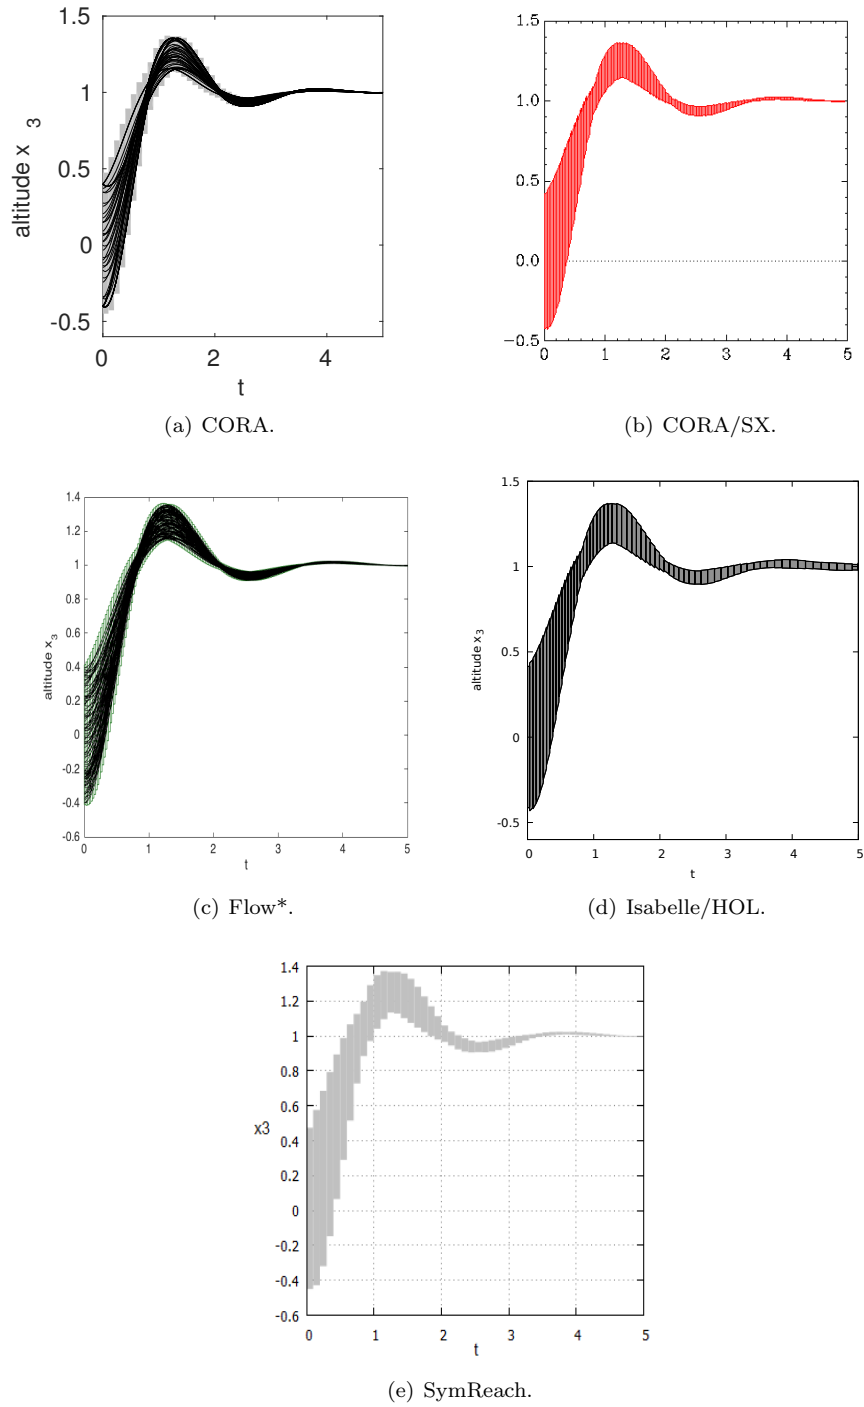 1.5
1
0.5
0
-0.5
altitude x 3
0 2 4
t
(a) CORA.
1.5
1.0
0.5
0.0
−0.5
0 1 2 3 4 5
(b) CORA/SX.
1.4
1.2
1
0.8
0.6
0.4
0.2
0
-0.2
-0.4
-0.6
altitude x3
0 1 2 3 4 5
t
(c) Flow*.
1.5
1
0.5
0
-0.5
altitude x3
0 1 2 3 4 5
t
(d) Isabelle/HOL.
1.4
1.2
1
0.8
0.6
0.4
0.2
0
-0.2
-0.4
-0.6
x3
0 1 2 3 4 5
t
(e) SymReach.